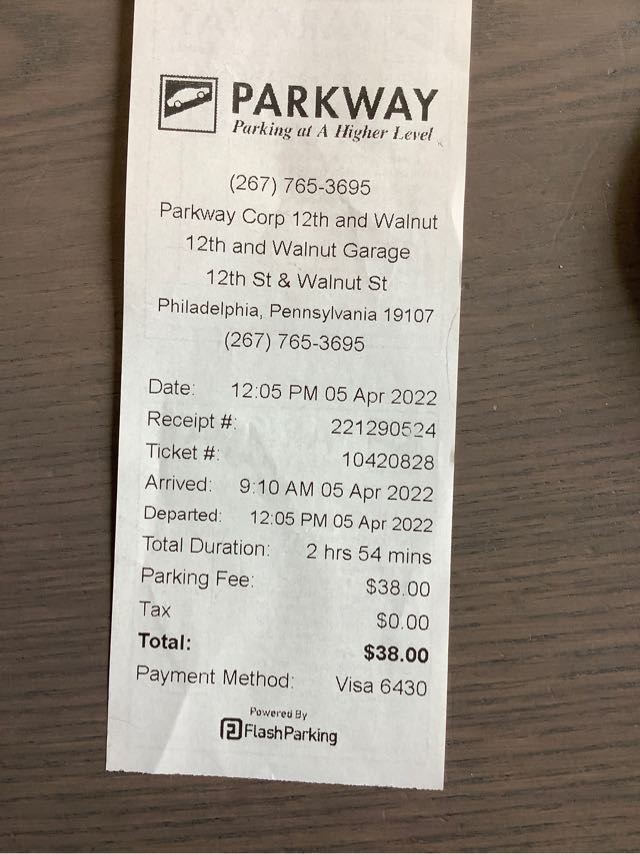 PARKWAY
Parking at A Higher Level
(267) 765-3695
Parkway Corp 12th and Walnut
12th and Walnut Garage
12th St & Walnut St
Philadelphia, Pennsylvania 19107
(267) 765-3695
Date: 12:05 PM 05 Apr 2022
Receipt #: 221290524
Ticket #: 10420828
Arrived: 9:10 AM 05 Apr 2022
Departed: 12:05 PM 05 Apr 2022
Total Duration: 2 hrs 54 mins
Parking Fee: $38.00
Tax $0.00
Total: $38.00
Payment Method: Visa 6430
Powered By
FlashParking